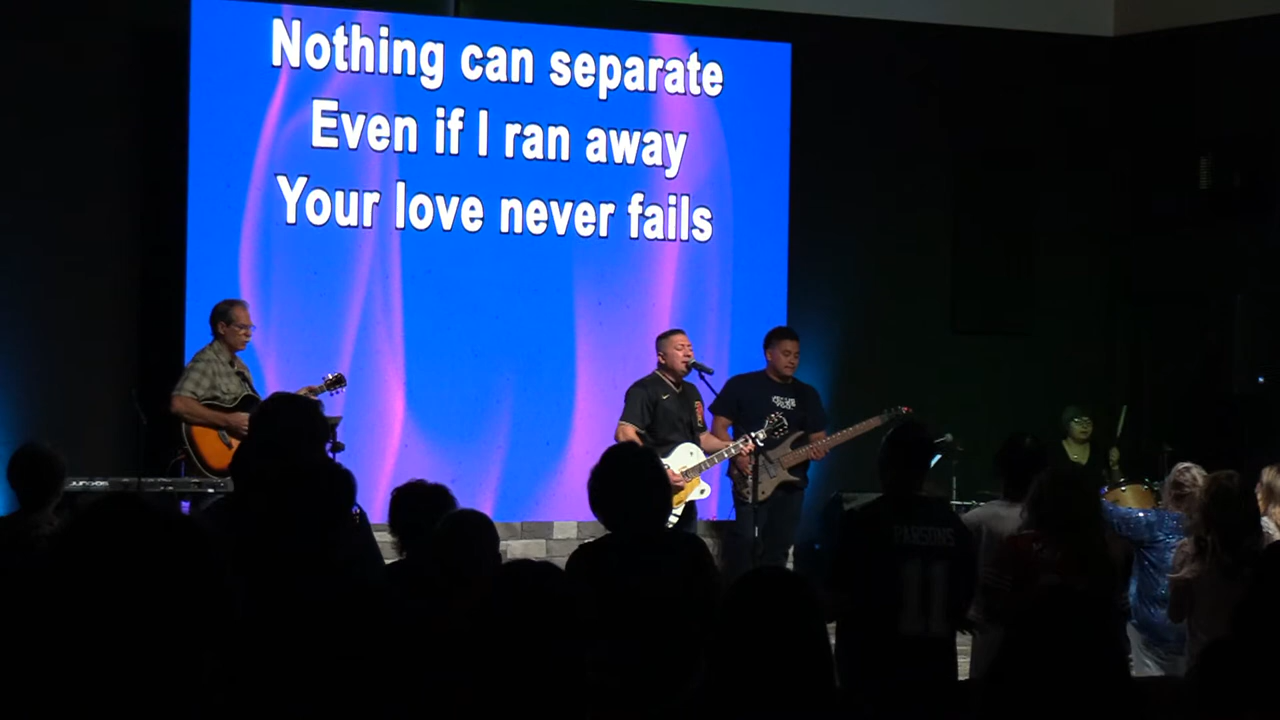 Nothing can separate
Even if I ran away
Your love never fails
PARSONS
11